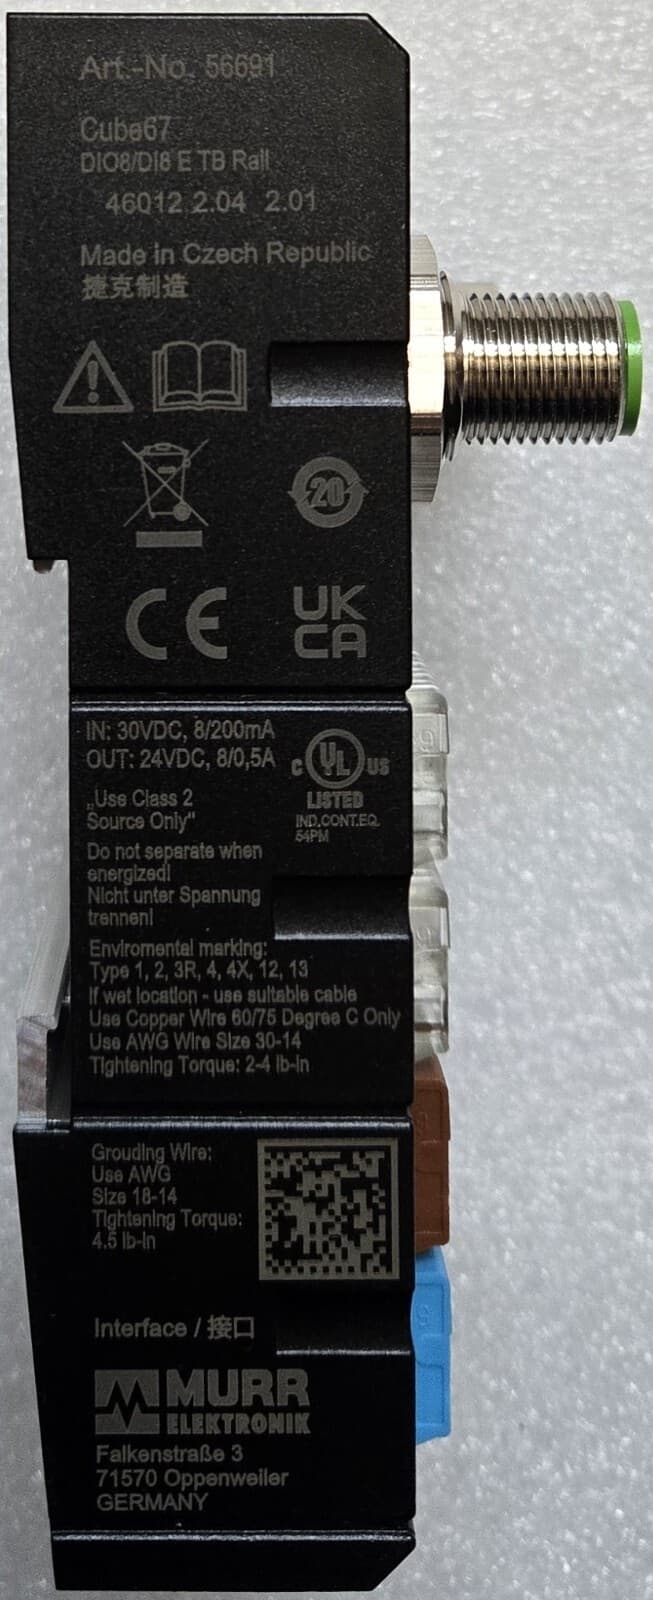 Art.-No. 56691
Cube67
DIO8/DI8 E TB Rail
46012 2.04 2.01
Made in Czech Republic
捷克制造
20
CE
UK
CA
IN: 30VDC, 8/200mA
OUT: 24VDC, 8/0,5A
C UL US
LISTED
IND.CONT.EQ.
54PM
„Use Class 2
Source Only"
Do not separate when
energized!
Nicht unter Spannung
trennen!
Enviromental marking:
Type 1, 2, 3R, 4, 4X, 12, 13
If wet location - use suitable cable
Use Copper Wire 60/75 Degree C Only
Use AWG Wire Size 30-14
Tightening Torque: 2-4 lb-in
Grouding Wire:
Use AWG
Size 18-14
Tightening Torque:
4.5 lb-in
Interface / 接口
MURR
ELEKTRONIK
Falkenstraße 3
71570 Oppenweiler
GERMANY